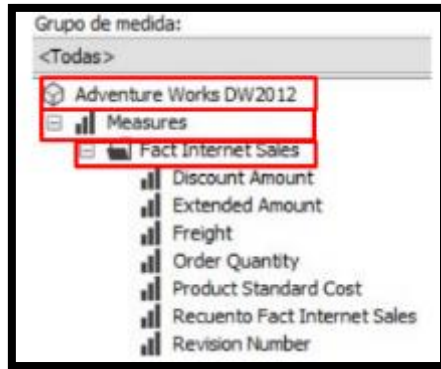 Grupo de medida:
<Todas>
Adventure Works DW2012
Measures
Fact Internet Sales
Discount Amount
Extended Amount
Freight
Order Quantity
Product Standard Cost
Recuento Fact Internet Sales
Revision Number